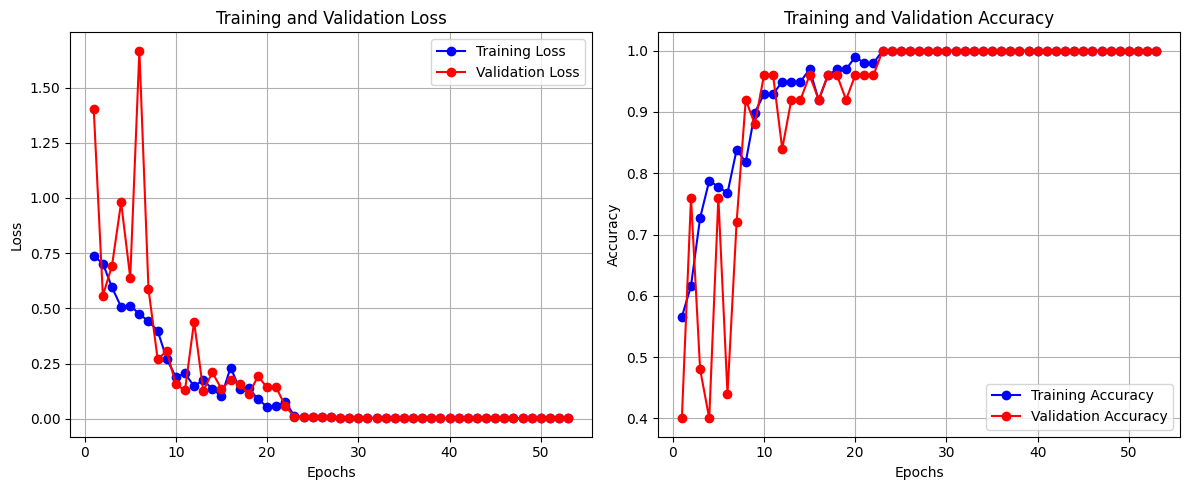 Training and Validation Loss
Training Loss
Validation Loss
1.50
1.25
1.00
0.75
0.50
0.25
0.00
Loss
0
10
20
30
40
50
Epochs
Training and Validation Accuracy
1.0
0.9
0.8
0.7
0.6
0.5
0.4
Accuracy
Training Accuracy
Validation Accuracy
0
10
20
30
40
50
Epochs